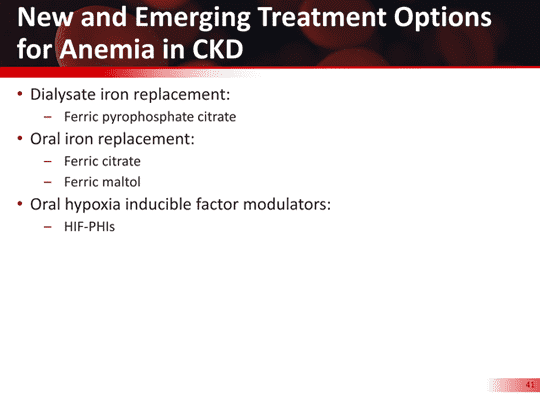 New and Emerging Treatment Options
for Anemia in CKD
• Dialysate iron replacement:
– Ferric pyrophosphate citrate
• Oral iron replacement:
– Ferric citrate
– Ferric maltol
• Oral hypoxia inducible factor modulators:
– HIF-PHIs
41